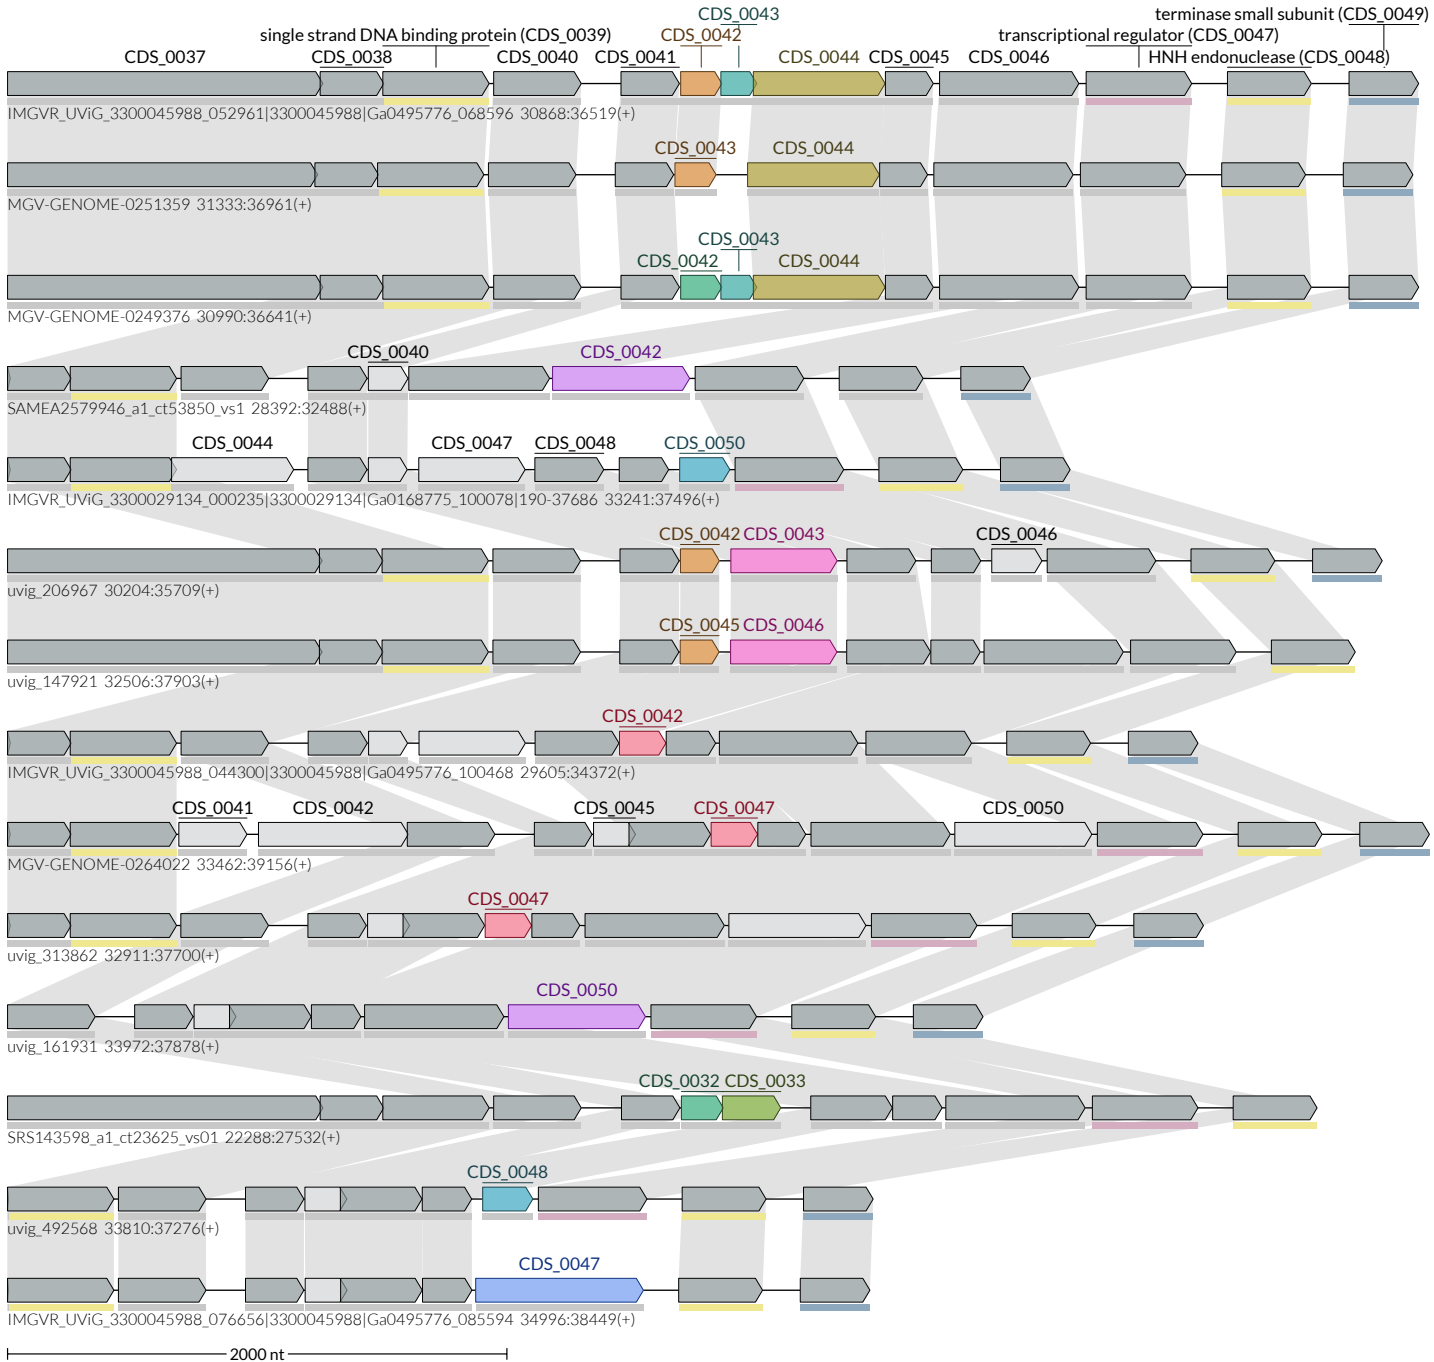 CDS_0043
terminase small subunit (CDS_0049)
single strand DNA binding protein (CDS_0039)
CDS_0042
transcriptional regulator (CDS_0047)
CDS_0037
CDS_0038
CDS_0040
CDS_0041
CDS_0044
CDS_0045
CDS_0046
HNH endonuclease (CDS_0048)
IMGVR_UViG_3300045988_052961|3300045988|Ga0495776_068596 30868:36519(+)
CDS_0043
CDS_0044
MGV-GENOME-0251359 31333:36961(+)
CDS_0043
CDS_0042
CDS_0044
MGV-GENOME-0249376 30990:36641(+)
CDS_0040
CDS_0042
SAMEA2579946_a1_ct53850_vs1 28392:32488(+)
CDS_0044
CDS_0047
CDS_0048
CDS_0050
IMGVR_UViG_3300029134_000235|3300029134|Ga0168775_100078|190-37686 33241:37496(+)
CDS_0042
CDS_0043
CDS_0046
uvig_206967 30204:35709(+)
CDS_0045
CDS_0046
uvig_147921 32506:37903(+)
CDS_0042
IMGVR_UViG_3300045988_044300|3300045988|Ga0495776_100468 29605:34372(+)
CDS_0041
CDS_0042
CDS_0045
CDS_0047
CDS_0050
MGV-GENOME-0264022 33462:39156(+)
CDS_0047
uvig_313862 32911:37700(+)
CDS_0050
uvig_161931 33972:37878(+)
CDS_0032
CDS_0033
SRS143598_a1_ct23625_vs01 22288:27532(+)
CDS_0048
uvig_492568 33810:37276(+)
CDS_0047
IMGVR_UViG_3300045988_076656|3300045988|Ga0495776_085594 34996:38449(+)
2000 nt